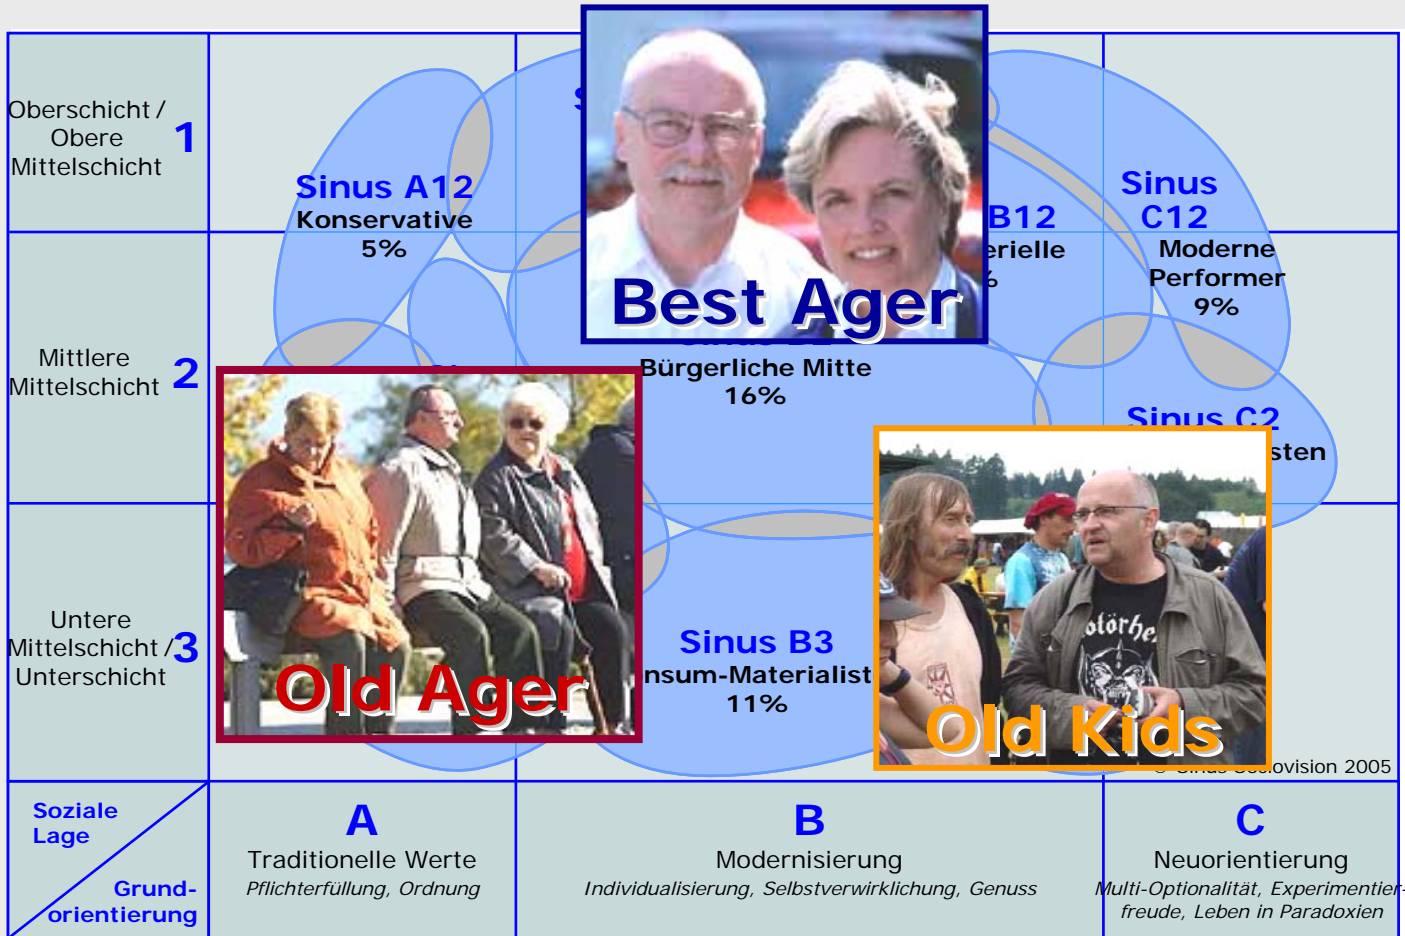 Oberschicht /
Obere
Mittelschicht
1
Sinus A12
Konservative
5%
B12
erielle
Sinus
C12
Moderne
Performer
9%
Best Ager
Mittlere
Mittelschicht
2
Bürgerliche Mitte
16%
Sinus C2
sten
Untere
Mittelschicht /
Unterschicht
3
Old Ager
Sinus B3
nsum-Materialist
11%
Old Kids
Sociovision 2005
Soziale
Lage
Grund-
orientierung
A
Traditionelle Werte
Pflichterfüllung, Ordnung
B
Modernisierung
Individualisierung, Selbstverwirklichung, Genuss
C
Neuorientierung
Multi-Optionalität, Experimentier-
freude, Leben in Paradoxien